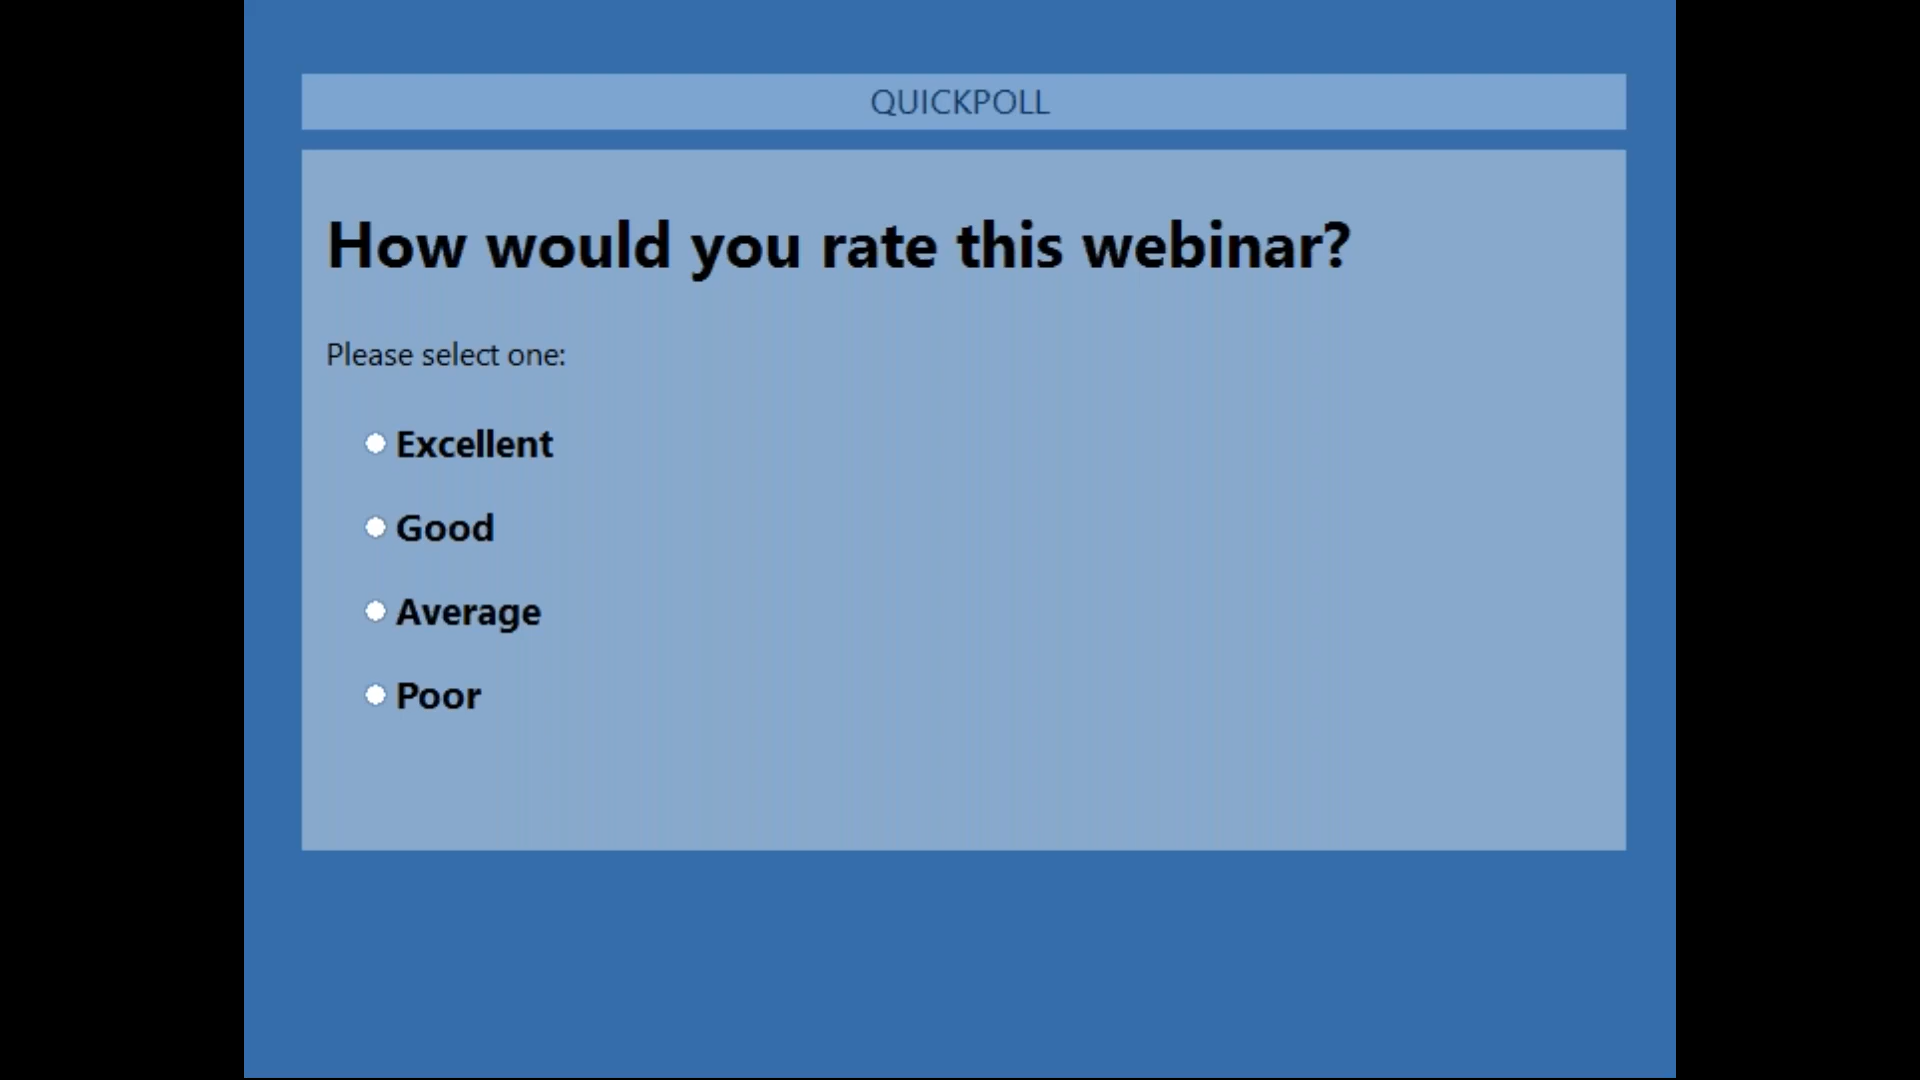 QUICKPOLL
How would you rate this webinar?
Please select one:
Excellent
Good
Average
Poor